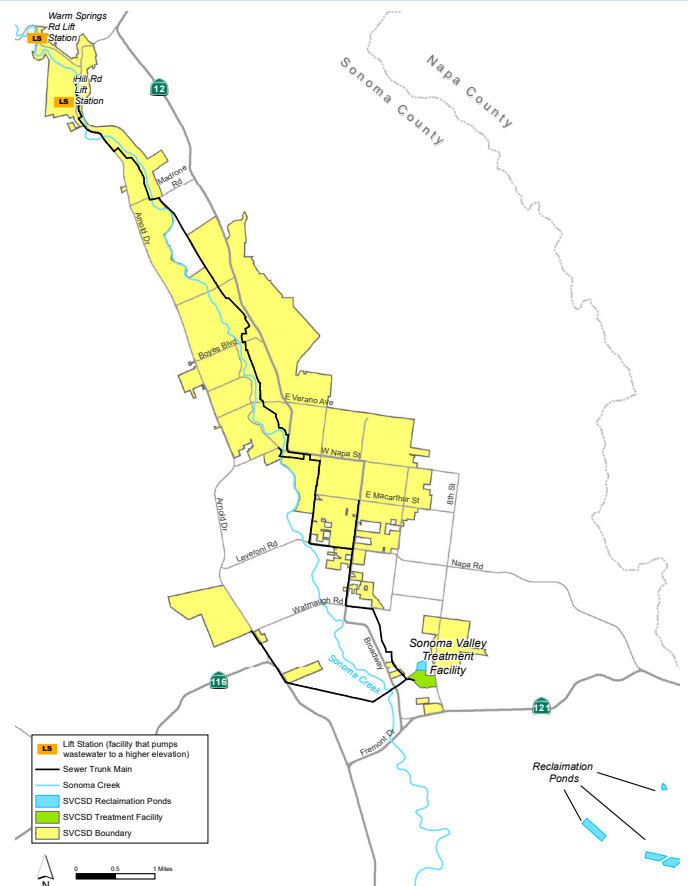 Warm Springs
Rd Lift
Station
LS
Hill Rd
Lift
Station
LS
12
Napa County
Sonoma County
Madrone
Rd
Arnold Dr
Boyes Blvd
E Verano Ave
W Napa St
E Macarthur St
8th St
Arnold Dr
Leveroni Rd
Napa Rd
Watmaugh Rd
Broadway
Sonoma Valley
Treatment
Facility
Sonoma Creek
116
121
Fremont Dr
Reclaimation
Ponds
LS
Lift Station (facility that pumps
wastewater to a higher elevation)
Sewer Trunk Main
Sonoma Creek
SVCSD Reclaimation Ponds
SVCSD Treatment Facility
SVCSD Boundary
N
0 0.5 1 Miles